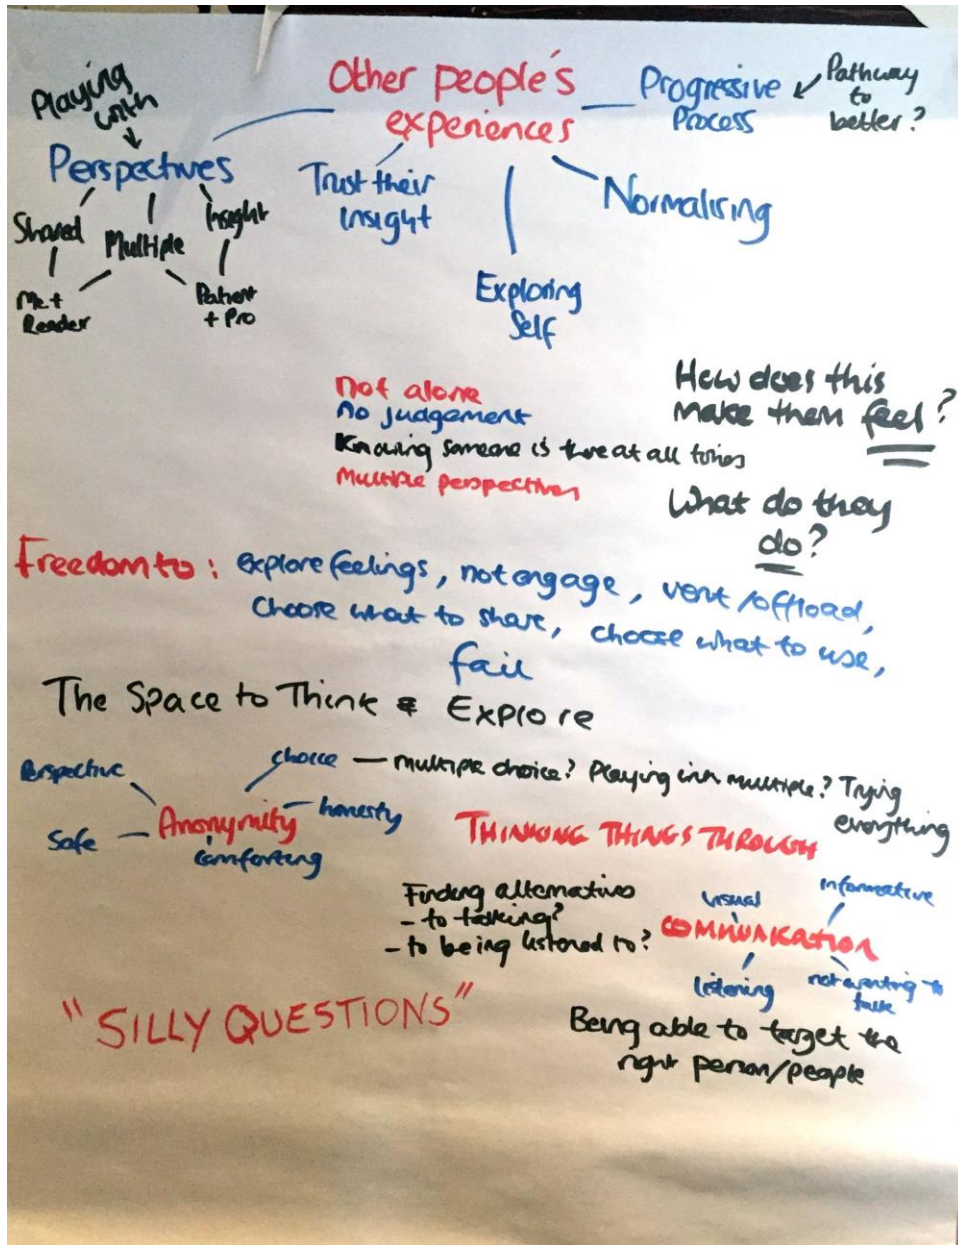 Other people's
experiences
Playing
with
Perspectives
Shared
Multiple
Insight
Me +
Reader
Patient
+ Pro
Trust their
insight
Exploring
Self
Normalising
Progressive
Process
Pathway
to
better?
not alone
no judgement
Knowing someone is there at all times
Multiple perspectives
How does this
make them feel?
What do they
do?
Freedom to: explore feelings, not engage, vent/offload,
choose what to share, choose what to use,
fail
The Space to Think & Explore
Perspective
Safe
Anonymity
comforting
honesty
choice — multiple choice? Playing in multiple? Trying
everything
THINKING THINGS THROUGH
Finding alternatives
- to talking?
- to being listened to?
COMMUNICATION
visual
informative
listening
not wanting to
talk
Being able to target the
right person/people
"SILLY QUESTIONS"